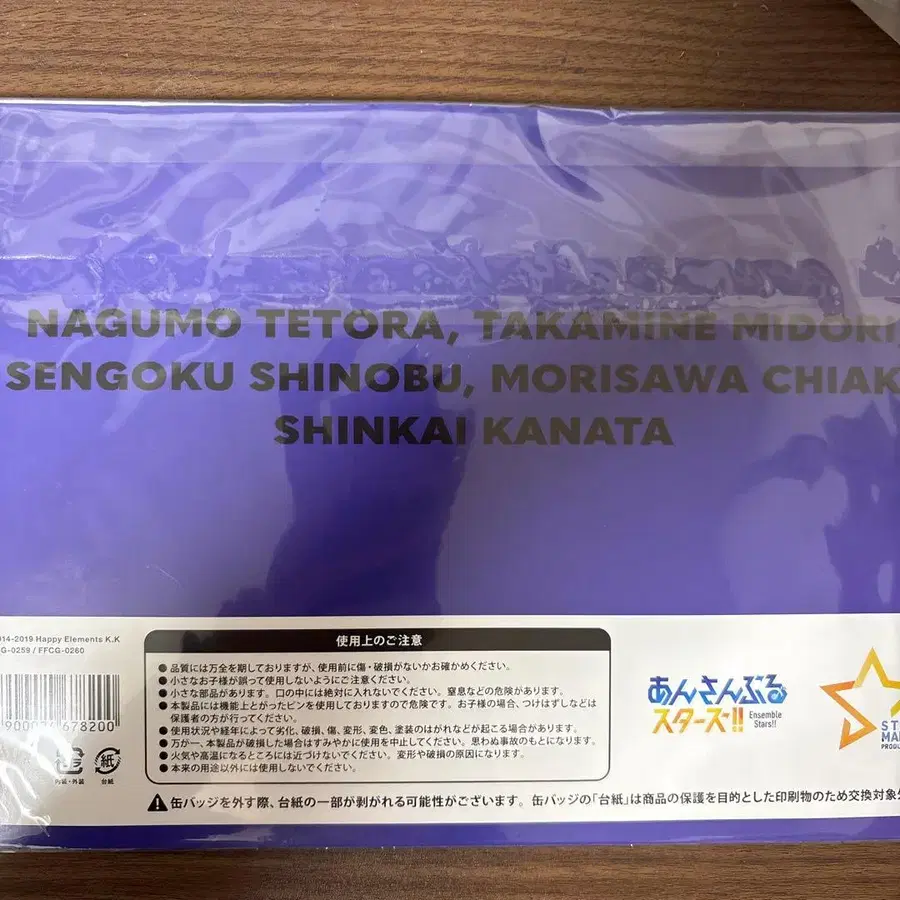 NAGUMO TETORA, TAKAMINE MIDORI,
SENGOKU SHINOBU, MORISAWA CHIAK
SHINKAI KANATA
014-2019 Happy Elements K.K
G-0259 / FFCG-0260
678200
内装・外装
紙
台紙
使用上のご注意
● 品質には万全を期しておりますが、使用前に傷・破損がないかお確かめください。
● 小さなお子様が誤って使用しないようにご注意ください。
● 小さな部品があります。口の中には絶対に入れないでください。窒息などの危険があります。
● 本製品には機能上とがったピンを使用しておりますので危険です。お子様の場合、つけはずしなどは
保護者の方が行ってください。
● 使用状況や経年によって劣化、破損、傷、変形、変色、塗装のはがれなどが起こる場合があります。
● 万が一、本製品が破損した場合はすみやかに使用を中止してください。思わぬ事故のもとになります。
● 火気や高温になるところには近づけないでください。変形や破損の原因になります。
● 本来の用途以外には使用しないでください。
缶バッジを外す際、台紙の一部が剥がれる可能性がございます。缶バッジの「台紙」は商品の保護を目的とした印刷物のため交換対象
あんさんぶる
スターズ!!
Ensemble
Stars!!
ST
MA
PRODU